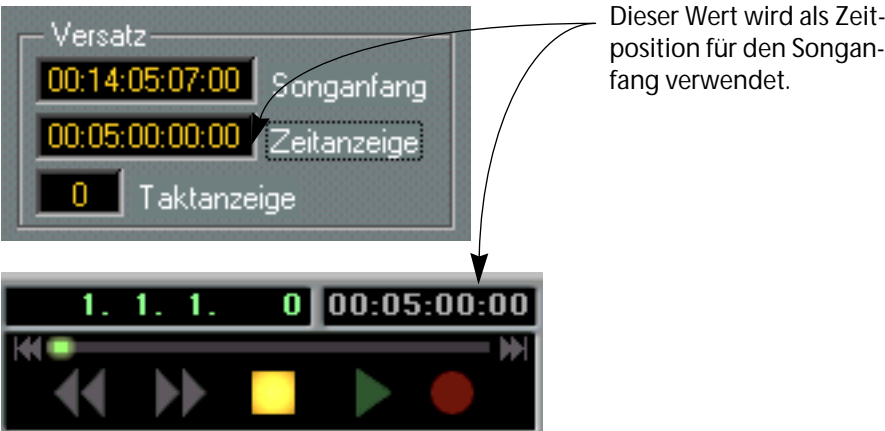 Versatz
00:14:05:07:00 Songanfang
00:05:00:00:00 Zeitanzeige
0 Taktanzeige
Dieser Wert wird als Zeit-
position für den Songan-
fang verwendet.
1. 1. 1. 0 00:05:00:00